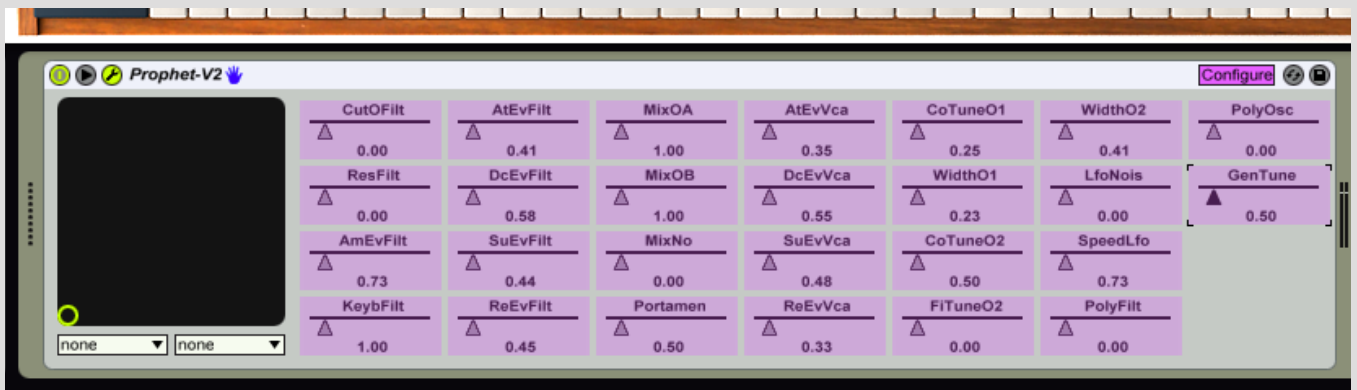 Prophet-V2 Configure
CutOFilt AtEvFilt MixOA AtEvVca CoTuneO1 WidthO2 PolyOsc
0.00 0.41 1.00 0.35 0.25 0.41 0.00
ResFilt DcEvFilt MixOB DcEvVca WidthO1 LfoNois GenTune
0.00 0.58 1.00 0.55 0.23 0.00 0.50
AmEvFilt SuEvFilt MixNo SuEvVca CoTuneO2 SpeedLfo
0.73 0.44 0.00 0.48 0.50 0.73
KeybFilt ReEvFilt Portamen ReEvVca FiTuneO2 PolyFilt
none none 1.00 0.45 0.50 0.33 0.00 0.00